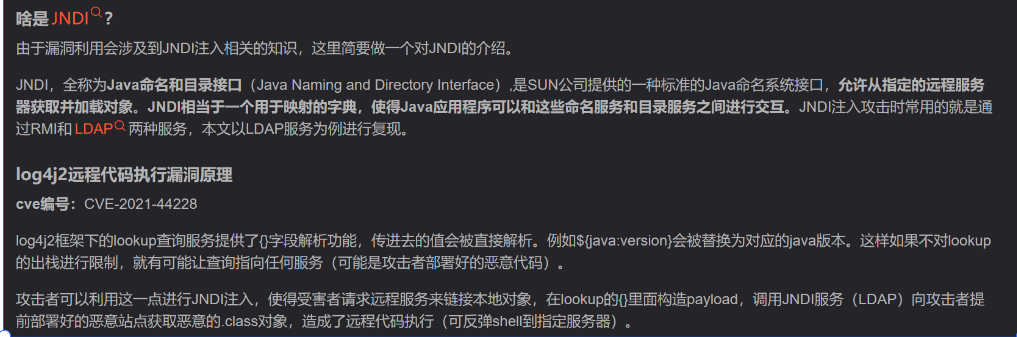 啥是JNDI？
由于漏洞利用会涉及到JNDI注入相关的知识，这里简要做一个对JNDI的介绍。
JNDI，全称为Java命名和目录接口（Java Naming and Directory Interface）,是SUN公司提供的一种标准的Java命名系统接口，允许从指定的远程服务
器获取并加载对象。JNDI相当于一个用于映射的字典，使得Java应用程序可以和这些命名服务和目录服务之间进行交互。JNDI注入攻击时常用的就是通
过RMI和LDAP两种服务，本文以LDAP服务为例进行复现。
log4j2远程代码执行漏洞原理
cve编号：CVE-2021-44228
log4j2框架下的lookup查询服务提供了{}字段解析功能，传进去的值会被直接解析。例如${java:version}会被替换为对应的java版本。这样如果不对lookup
的出栈进行限制，就有可能让查询指向任何服务（可能是攻击者部署好的恶意代码）。
攻击者可以利用这一点进行JNDI注入，使得受害者请求远程服务来链接本地对象，在lookup的{}里面构造payload，调用JNDI服务（LDAP）向攻击者提
前部署好的恶意站点获取恶意的.class对象，造成了远程代码执行（可反弹shell到指定服务器）。